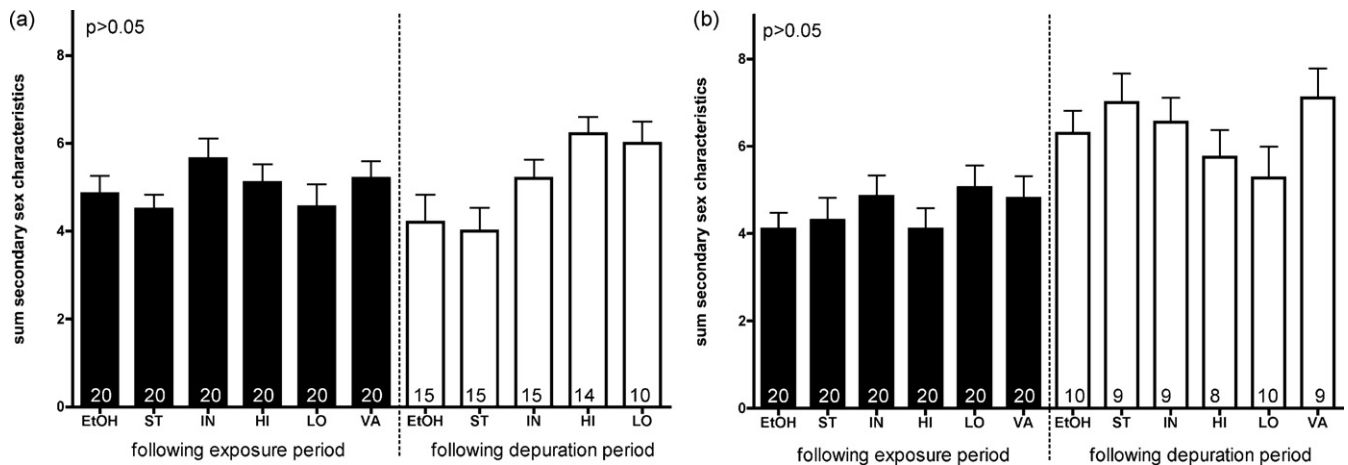 (a)
p>0.05
sum secondary sex characteristics
8
6
4
2
0
20 20 20 20 20 20 15 15 15 14 10
EtOH ST IN HI LO VA EtOH ST IN HI LO
following exposure period following depuration period
(b)
p>0.05
sum secondary sex characteristics
8
6
4
2
0
20 20 20 20 20 20 10 9 9 8 10 9
EtOH ST IN HI LO VA EtOH ST IN HI LO VA
following exposure period following depuration period